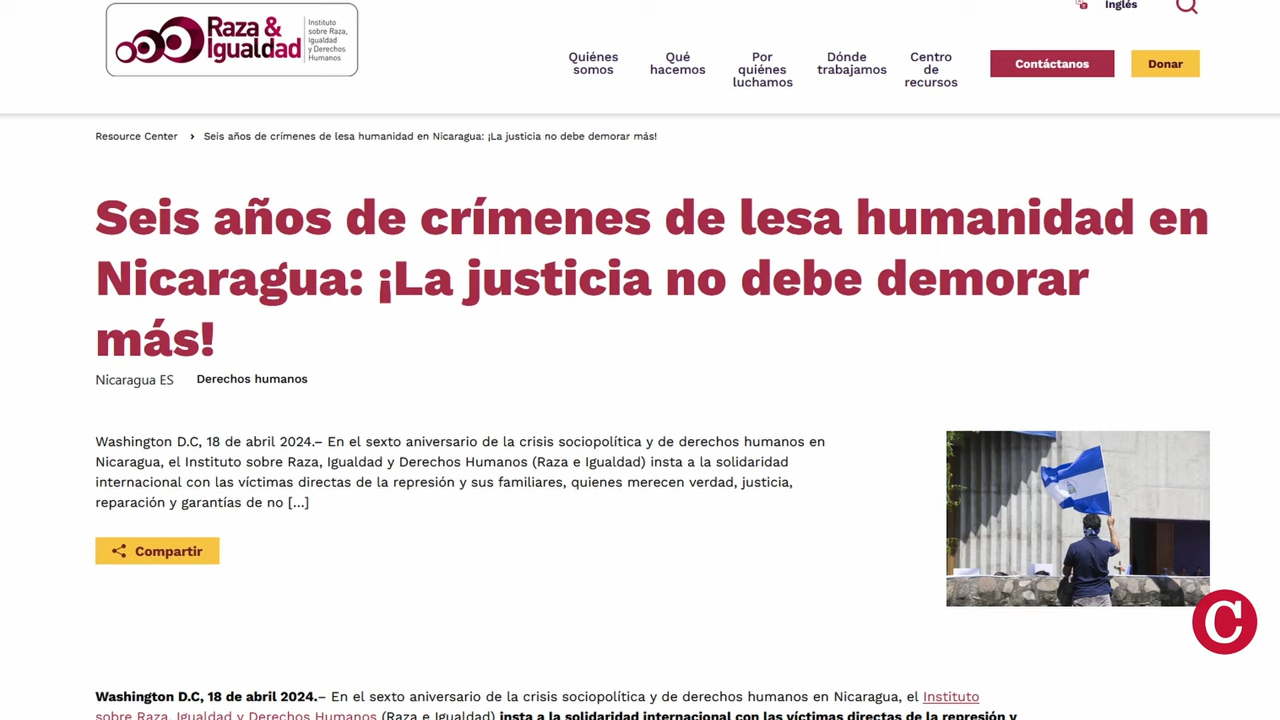 Inglés
Raza &
Igualdad
Instituto
sobre Raza,
Igualdad
y Derechos
Humanos
Quiénes
somos
Qué
hacemos
Por
quiénes
luchamos
Dónde
trabajamos
Centro
de
recursos
Contáctanos
Donar
Resource Center › Seis años de crímenes de lesa humanidad en Nicaragua: ¡La justicia no debe demorar más!
Seis años de crímenes de lesa humanidad en
Nicaragua: ¡La justicia no debe demorar
más!
Nicaragua ES Derechos humanos
Washington D.C, 18 de abril 2024.– En el sexto aniversario de la crisis sociopolítica y de derechos humanos en
Nicaragua, el Instituto sobre Raza, Igualdad y Derechos Humanos (Raza e Igualdad) insta a la solidaridad
internacional con las víctimas directas de la represión y sus familiares, quienes merecen verdad, justicia,
reparación y garantías de no [...]
Compartir
C
Washington D.C, 18 de abril 2024.– En el sexto aniversario de la crisis sociopolítica y de derechos humanos en Nicaragua, el Instituto
sobre Raza, Igualdad y Derechos Humanos (Raza e Igualdad) insta a la solidaridad internacional con las víctimas directas de la represión y